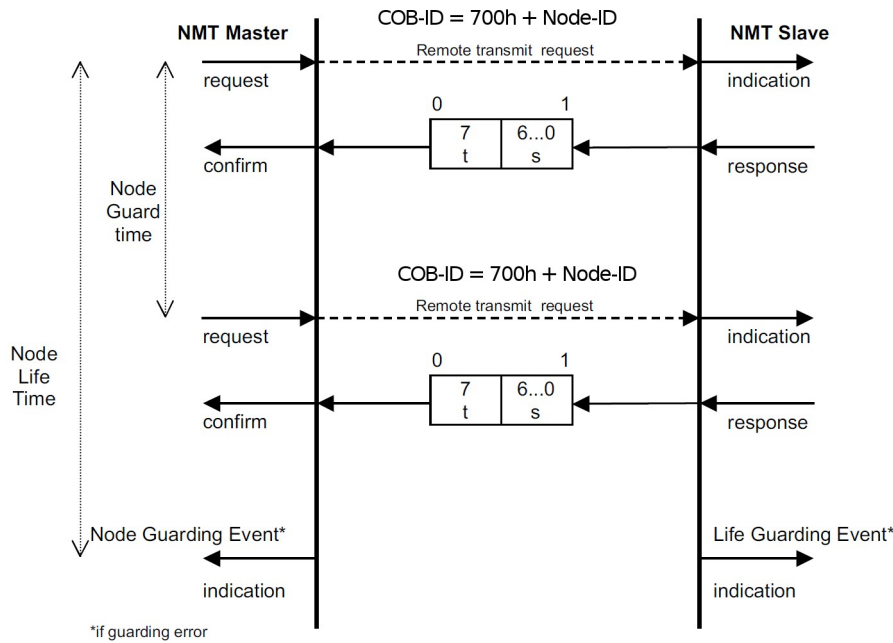 COB-ID = 700h + Node-ID
NMT Master
NMT Slave
Remote transmit request
request
indication
0 1
7 6...0
t s
confirm
response
Node
Guard
time
COB-ID = 700h + Node-ID
Remote transmit request
request
indication
Node
Life
Time
0 1
7 6...0
t s
confirm
response
Node Guarding Event*
Life Guarding Event*
indication
indication
*if guarding error